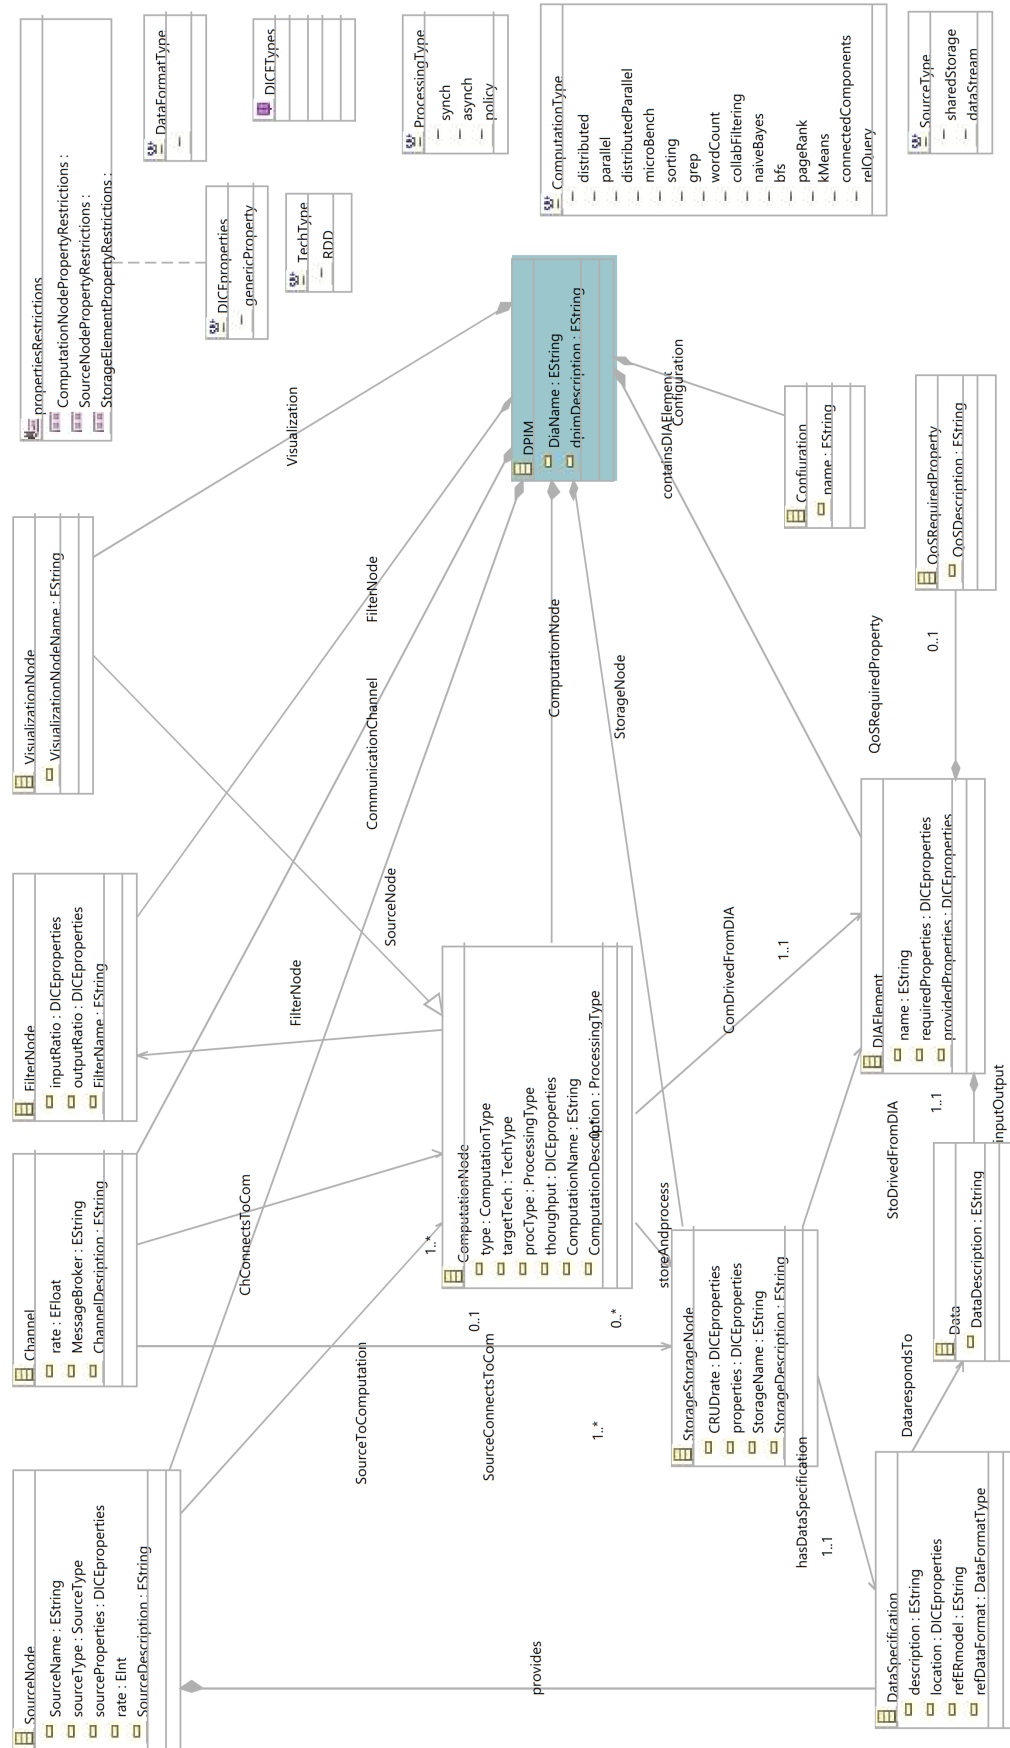 propertiesRestrictions
ComputationNodePropertyRestrictions :
SourceNodePropertyRestrictions :
StorageElementPropertyRestrictions :
DataFormatType
DICEproperties
genericProperty
DICETypes
TechType
RDD
ProcessingType
synch
asynch
policy
ComputationType
distributed
parallel
distributedParallel
microBench
sorting
grep
wordCount
collabFiltering
naiveBayes
bfs
pageRank
kMeans
connectedComponents
relQuery
SourceType
sharedStorage
dataStream
DPIM
DiaName : EString
dpimDescription : EString
Visualization
FilterNode
CommunicationChannel
SourceNode
ComputationNode
StorageNode
containsDIAElement
Configuration
Confiuration
name : EString
QoSRequiredProperty
QoSDescription : EString
0..1
QoSRequiredProperty
VisualizationNode
VisualizationNodeName : EString
FilterNode
inputRatio : DICEproperties
outputRatio : DICEproperties
FilterName : EString
FilterNode
ComputationNode
type : ComputationType
targetTech : TechType
procType : ProcessingType
thorughput : DICEproperties
ComputationName : EString
ComputationDescription : ProcessingType
ComDrivedFromDIA
1..1
DIAElement
name : EString
requiredProperties : DICEproperties
providedProperties : DICEproperties
Channel
rate : EFloat
MessageBroker : EString
ChannelDesription : EString
ChConnectsToCom
1..*
0..1
0..*
storeAndprocess
StoDrivedFromDIA
1..1
inputOutput
StorageStorageNode
CRUDrate : DICEproperties
properties : DICEproperties
StorageName : EString
StorageDescription : EString
Data
DataDescription : EString
SourceToComputation
SourceConnectsToCom
1..*
hasDataSpecification
1..1
DatarespondsTo
SourceNode
SourceName : EString
sourceType : SourceType
sourceProperties : DICEproperties
rate : EInt
SourceDescription : EString
provides
DataSpecification
description : EString
location : DICEproperties
refERmodel : EString
refDataFormat : DataFormatType